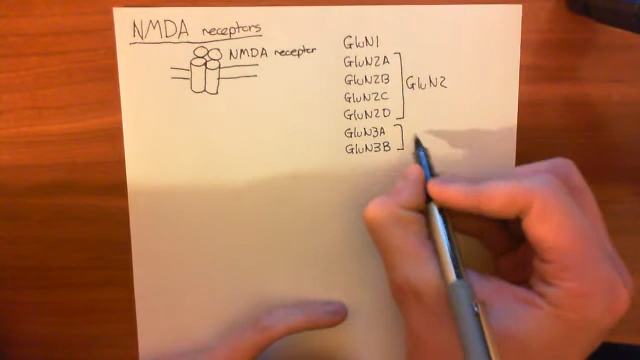 NMDA receptors
NMDA receptor
GluN1
GluN2A
GluN2B
GluN2C
GluN2D
GluN2
GluN3A
GluN3B